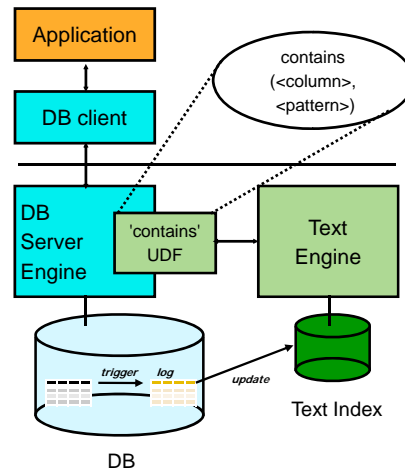 Application
contains
(<column>,
<pattern>)
DB client
DB
Server
Engine
'contains'
UDF
Text
Engine
trigger
log
update
Text Index
DB